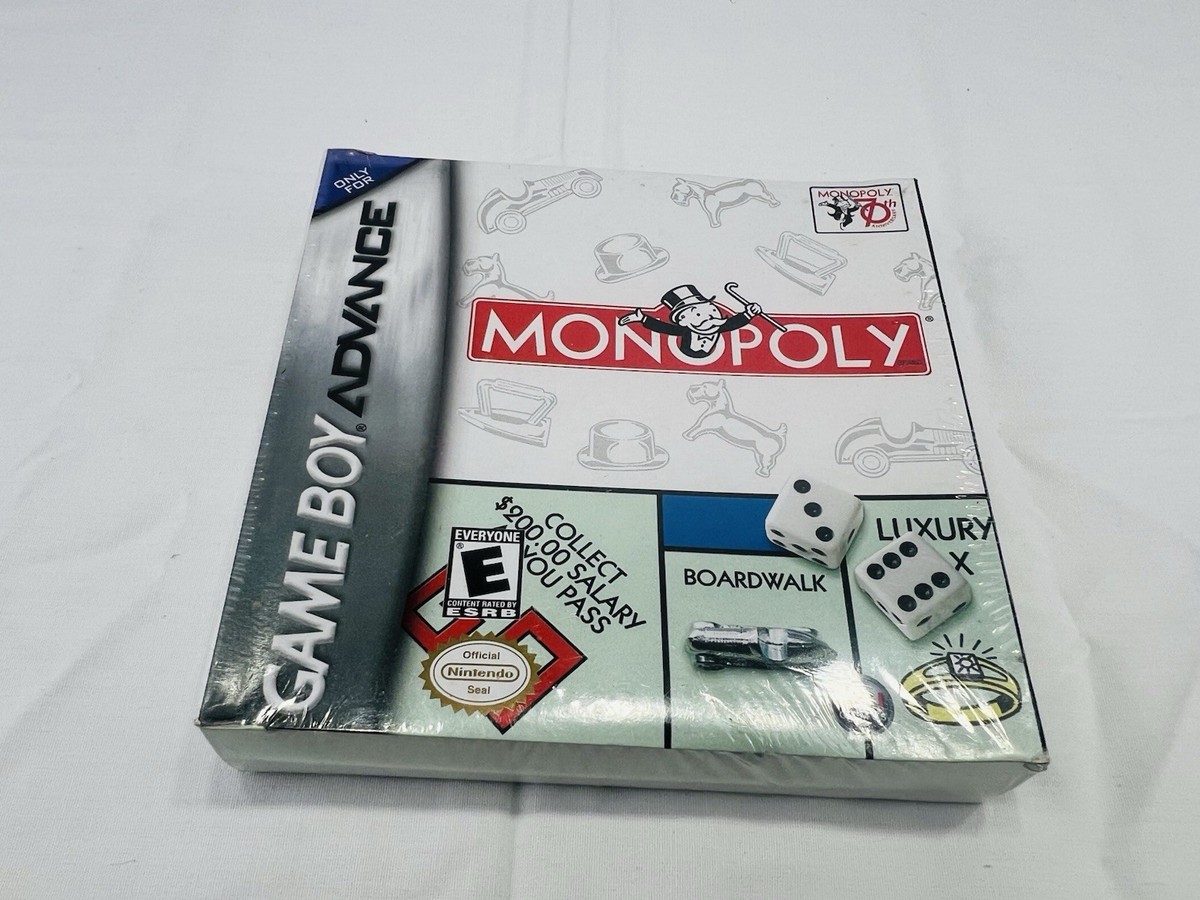 ONLY
FOR
GAME BOY® ADVANCE
MONOPOLY
70th
MONOPOLY
®
$200.00 SALARY
COLLECT
YOU PASS
EVERYONE
®
E
CONTENT RATED BY
ESRB
Official
Nintendo
Seal
BOARDWALK
LUXURY
X